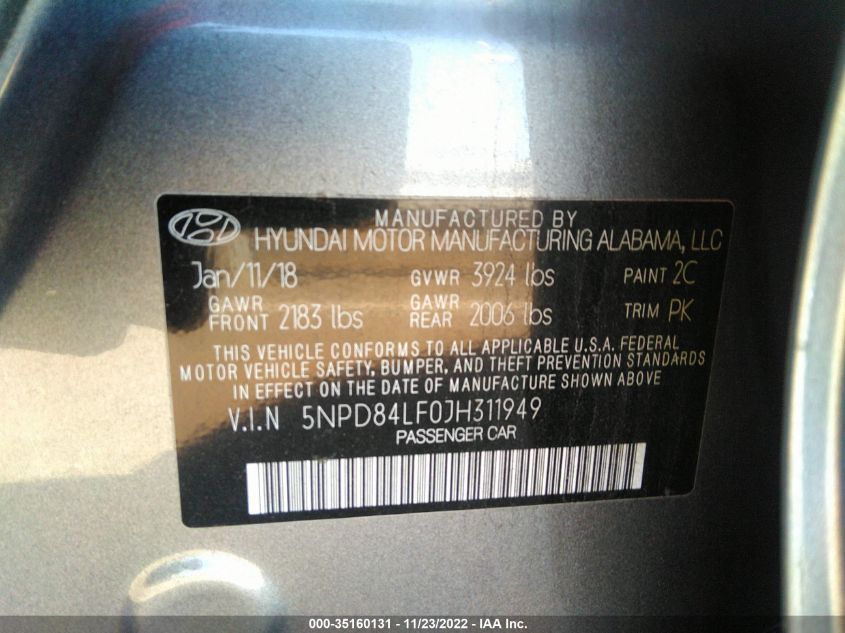 MANUFACTURED BY
HYUNDAI MOTOR MANUFACTURING ALABAMA, LLC
Jan/11/18 GVWR 3924 lbs PAINT 2C
GAWR FRONT 2183 lbs GAWR REAR 2006 lbs TRIM PK
THIS VEHICLE CONFORMS TO ALL APPLICABLE U.S.A. FEDERAL
MOTOR VEHICLE SAFETY, BUMPER, AND THEFT PREVENTION STANDARDS
IN EFFECT ON THE DATE OF MANUFACTURE SHOWN ABOVE
V.I.N 5NPD84LF0JH311949
PASSENGER CAR
000-35160131 - 11/23/2022 - IAA Inc.